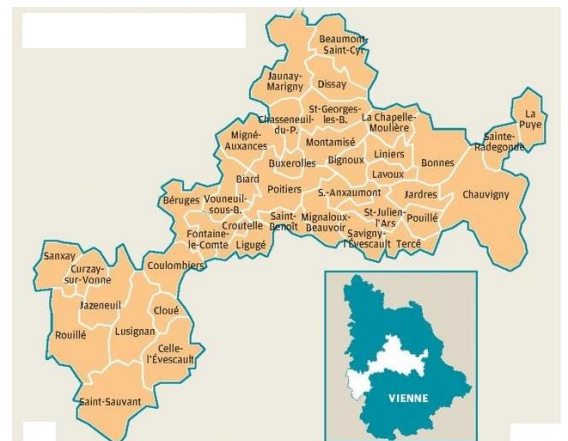 Beaumont-
Saint-Cyr
Jaunay-
Marigny
Dissay
La
Puye
St-Georges-
les-B.
Chasseneuil-
du-P.
La Chapelle-
Moulière
Migné-
Auxances
Montamisé
Sainte-
Radegonde
Buxerolles
Bignoux
Liniers
Bonnes
Lavoux
Biard
Poitiers
S.-Anxaumont
Jardres
Chauvigny
Béruges
Vouneuil-
sous-B.
Croutelle
Fontaine-
le-Comte
Ligugé
Saint-
Benoît
Mignaloux-
Beauvoir
St-Julien-
l'Ars
Pouillé
Savigny-
l'Évescault
Tercé
Sanxay
Curzay-
sur-Vonne
Coulombiers
Jazeneuil
Cloué
Rouillé
Lusignan
Celle-
l'Évescault
Saint-Sauvant
VIENNE